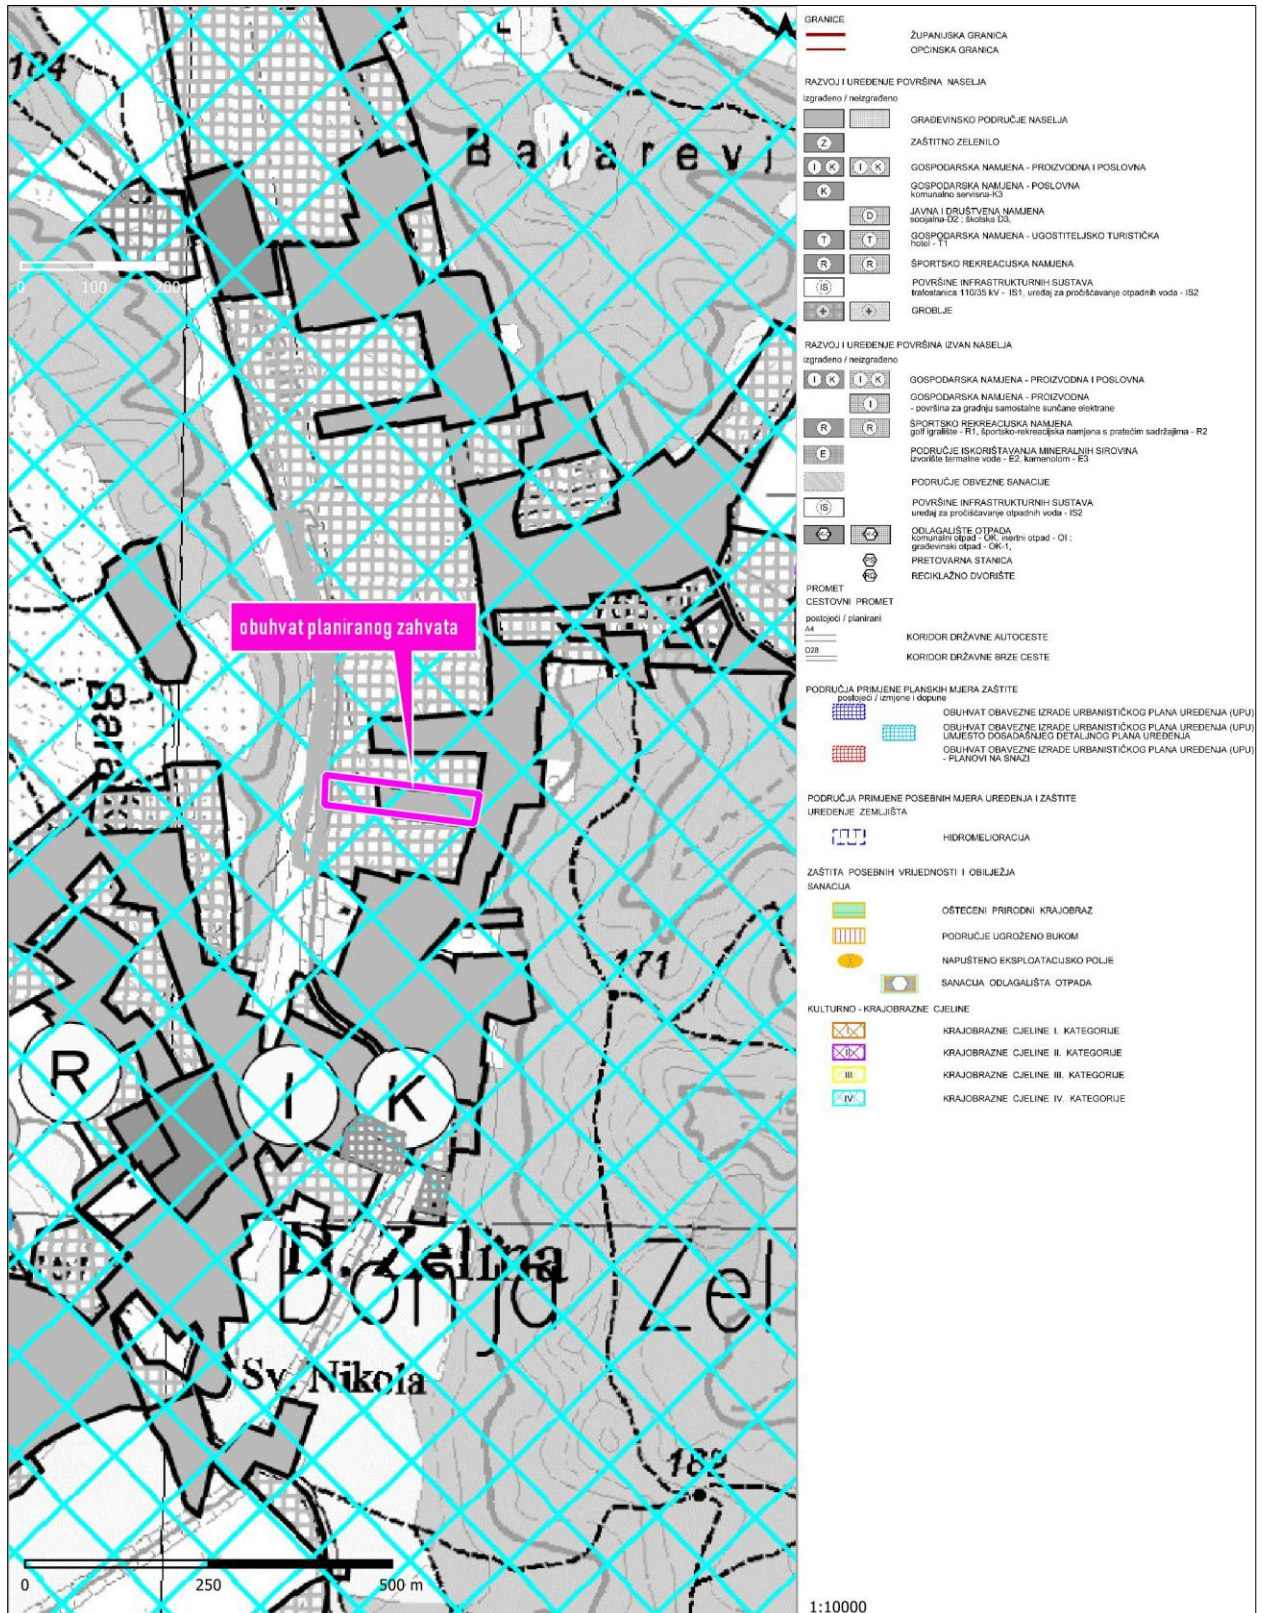 184
Batarevi
0 100 200
obuhvat planiranog zahvata
Bara
171
R
I
K
D. Zelina
Donja Zel
Sv. Nikola
182
0 250 500 m
GRANICE
ŽUPANIJSKA GRANICA
OPĆINSKA GRANICA
RAZVOJ I UREĐENJE POVRŠINA NASELJA
izgrađeno / neizgrađeno
GRAĐEVINSKO PODRUČJE NASELJA
Z ZAŠTITNO ZELENILO
I K I K GOSPODARSKA NAMJENA - PROIZVODNA I POSLOVNA
K GOSPODARSKA NAMJENA - POSLOVNA
komunalno servisna-K3
D JAVNA I DRUŠTVENA NAMJENA
socijalna-D2 ; školska D3,
T T GOSPODARSKA NAMJENA - UGOSTITELJSKO TURISTIČKA
hotel - T1
R R ŠPORTSKO REKREACIJSKA NAMJENA
IS POVRŠINE INFRASTRUKTURNIH SUSTAVA
trafostanica 110/35 kV - IS1, uređaj za pročišćavanje otpadnih voda - IS2
GROBLJE
RAZVOJ I UREĐENJE POVRŠINA IZVAN NASELJA
izgrađeno / neizgrađeno
I K I K GOSPODARSKA NAMJENA - PROIZVODNA I POSLOVNA
I GOSPODARSKA NAMJENA - PROIZVODNA
- površina za gradnju samostalne sunčane elektrane
R R ŠPORTSKO REKREACIJSKA NAMJENA
golf igralište - R1, športsko-rekreacijska namjena s pratećim sadržajima - R2
E PODRUČJE ISKORIŠTAVANJA MINERALNIH SIROVINA
izvorište termalne vode - E2, kamenolom - E3
PODRUČJE OBVEZNE SANACIJE
IS POVRŠINE INFRASTRUKTURNIH SUSTAVA
uređaj za pročišćavanje otpadnih voda - IS2
ODLAGALIŠTE OTPADA
komunalni otpad - OK, inertni otpad - OI ;
građevinski otpad - OK-1,
PS PRETOVARNA STANICA
RD RECIKLAŽNO DVORIŠTE
PROMET
CESTOVNI PROMET
postojeći / planirani
A4 KORIDOR DRŽAVNE AUTOCESTE
D28 KORIDOR DRŽAVNE BRZE CESTE
PODRUČJA PRIMJENE PLANSKIH MJERA ZAŠTITE
postojeći / izmjene i dopune
OBUHVAT OBAVEZNE IZRADE URBANISTIČKOG PLANA UREĐENJA (UPU)
OBUHVAT OBAVEZNE IZRADE URBANISTIČKOG PLANA UREĐENJA (UPU)
UMJESTO DOSADAŠNJEG DETALJNOG PLANA UREĐENJA
OBUHVAT OBAVEZNE IZRADE URBANISTIČKOG PLANA UREĐENJA (UPU)
- PLANOVI NA SNAZI
PODRUČJA PRIMJENE POSEBNIH MJERA UREĐENJA I ZAŠTITE
UREĐENJE ZEMLJIŠTA
HIDROMELIORACIJA
ZAŠTITA POSEBNIH VRIJEDNOSTI I OBILJEŽJA
SANACIJA
OŠTEĆENI PRIRODNI KRAJOBRAZ
PODRUČJE UGROŽENO BUKOM
NAPUŠTENO EKSPLOATACIJSKO POLJE
SANACIJA ODLAGALIŠTA OTPADA
KULTURNO - KRAJOBRAZNE CJELINE
I KRAJOBRAZNE CJELINE I. KATEGORIJE
II KRAJOBRAZNE CJELINE II. KATEGORIJE
III KRAJOBRAZNE CJELINE III. KATEGORIJE
IV KRAJOBRAZNE CJELINE IV. KATEGORIJE
1:10000